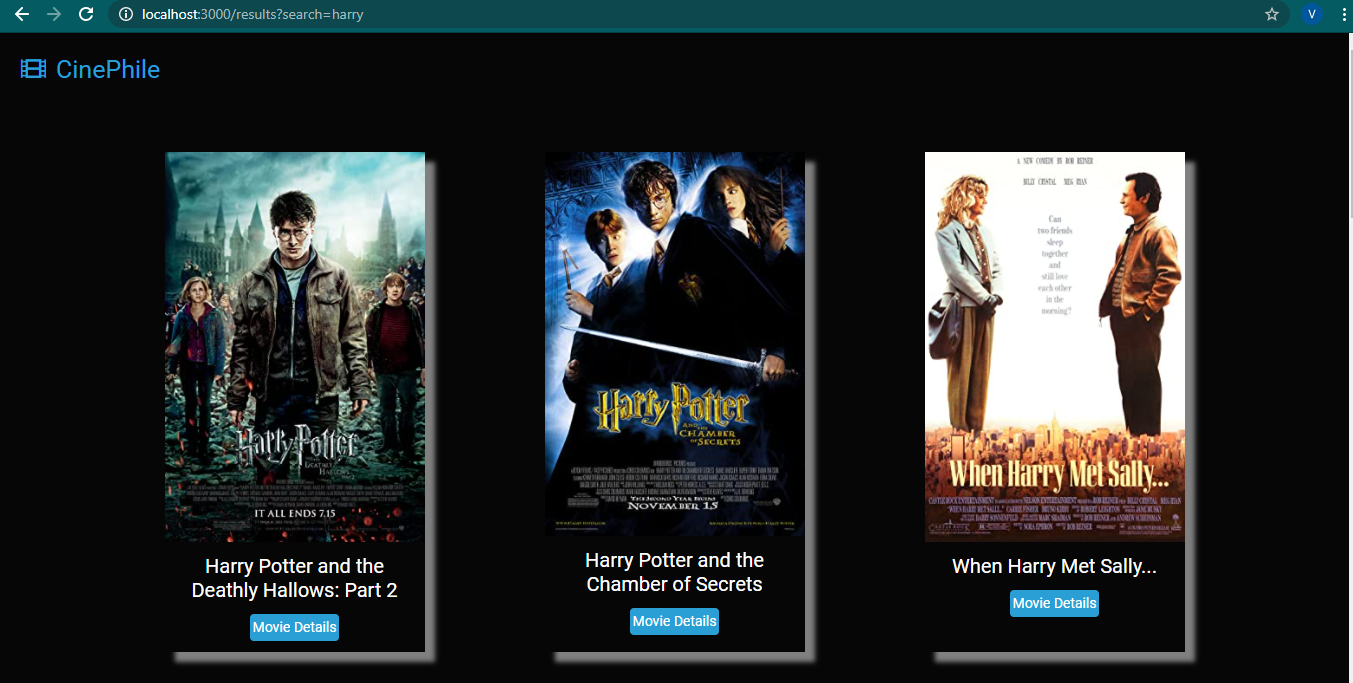 localhost:3000/results?search=harry
V
CinePhile
Harry Potter
AND THE
DEATHLY HALLOWS
IT ALL ENDS 7.15
Harry Potter and the
Deathly Hallows: Part 2
Movie Details
Harry Potter
AND THE
CHAMBER
OF SECRETS
THE SECOND YEAR BEGINS
NOVEMBER 15
Harry Potter and the
Chamber of Secrets
Movie Details
A NEW COMEDY BY ROB REINER
BILLY CRYSTAL MEG RYAN
Can
two friends
sleep
together
and
still love
each other
in the
morning?
When Harry Met Sally...
When Harry Met Sally...
Movie Details